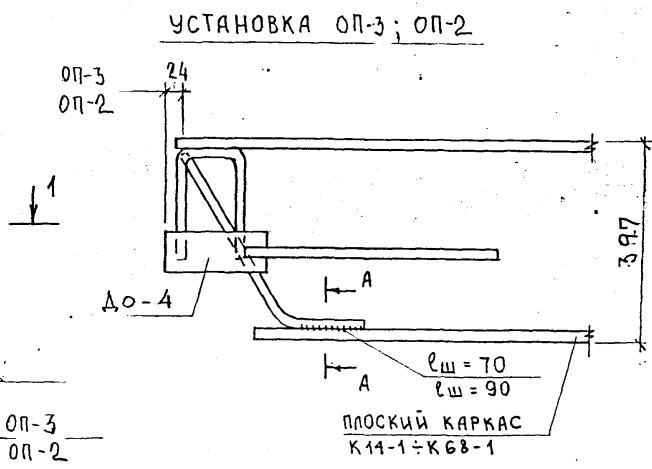 УСТАНОВКА ОП-3; ОП-2
ОП-3
ОП-2
24
1
397
ДО-4
А
А
ℓш = 70
ℓш = 90
ПЛОСКИЙ КАРКАС
К14-1÷К68-1
ОП-3
ОП-2